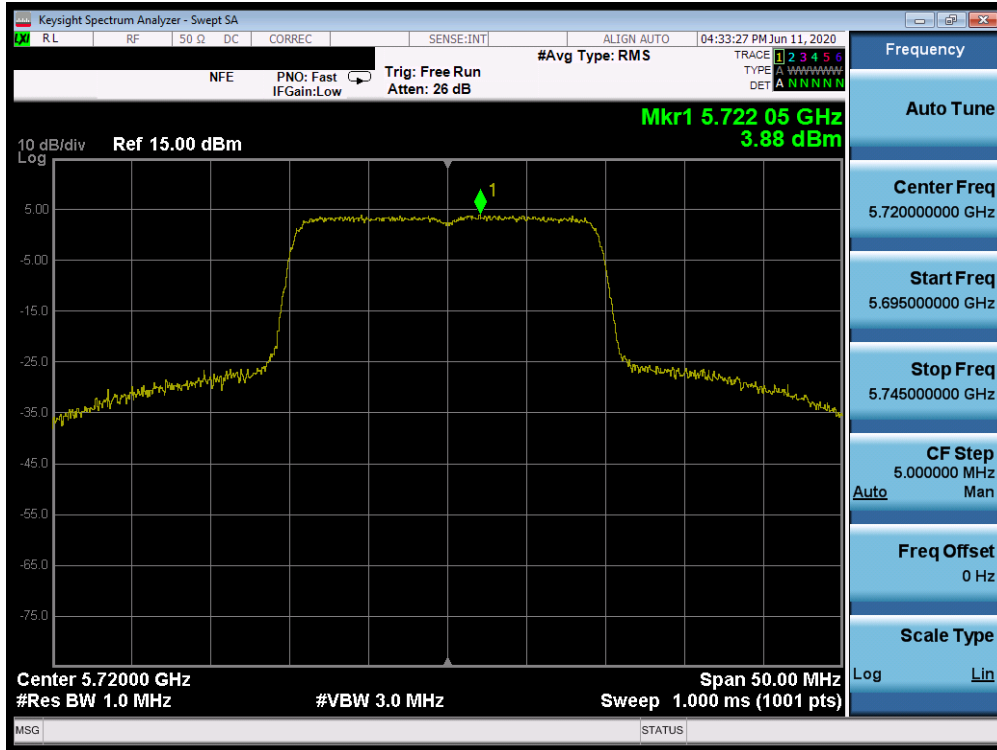 Keysight Spectrum Analyzer - Swept SA
LXI RL RF 50 Ω DC CORREC SENSE:INT ALIGN AUTO 04:33:27 PM Jun 11, 2020
#Avg Type: RMS
TRACE 1 2 3 4 5 6
TYPE A WWWWWW
DET A N N N N N
NFE PNO: Fast Trig: Free Run
IFGain:Low Atten: 26 dB
Mkr1 5.722 05 GHz
3.88 dBm
10 dB/div Ref 15.00 dBm
Log
1
5.00
-5.00
-15.0
-25.0
-35.0
-45.0
-55.0
-65.0
-75.0
Center 5.72000 GHz Span 50.00 MHz
#Res BW 1.0 MHz #VBW 3.0 MHz Sweep 1.000 ms (1001 pts)
MSG STATUS
Frequency
Auto Tune
Center Freq
5.720000000 GHz
Start Freq
5.695000000 GHz
Stop Freq
5.745000000 GHz
CF Step
5.000000 MHz
Auto Man
Freq Offset
0 Hz
Scale Type
Log Lin